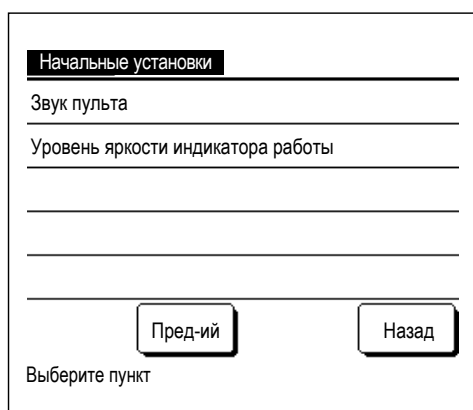 Начальные установки
Звук пульта
Уровень яркости индикатора работы
Пред-ий Назад
Выберите пункт